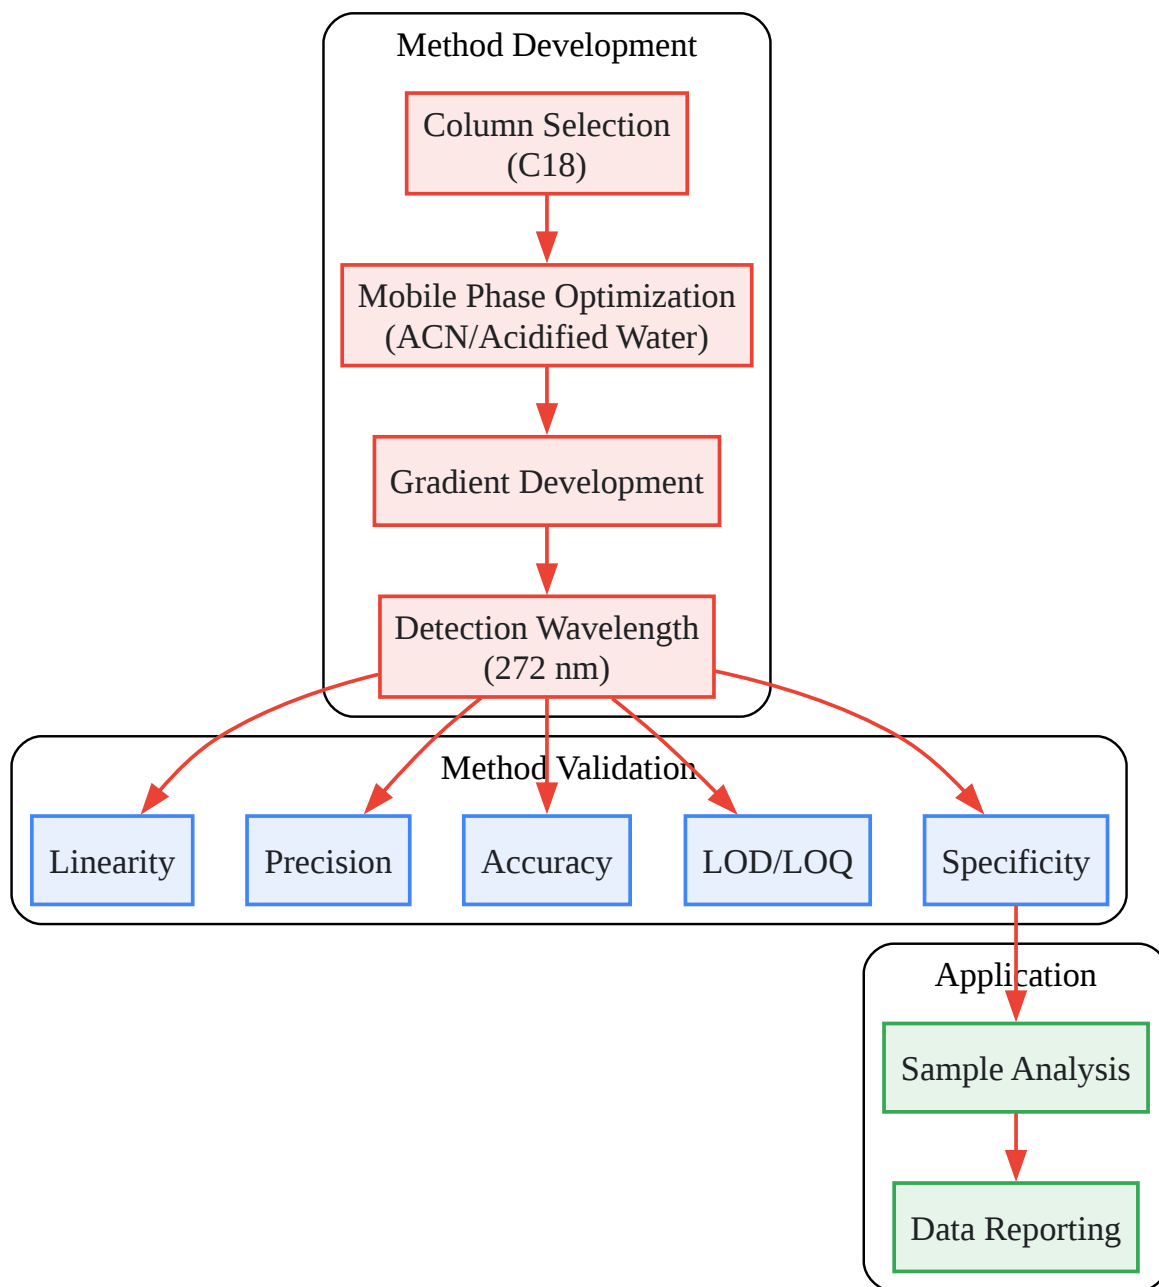 Method Development
Column Selection
(C18)
Mobile Phase Optimization
(ACN/Acidified Water)
Gradient Development
Detection Wavelength
(272 nm)
Method Validation
Linearity
Precision
Accuracy
LOD/LOQ
Specificity
Application
Sample Analysis
Data Reporting